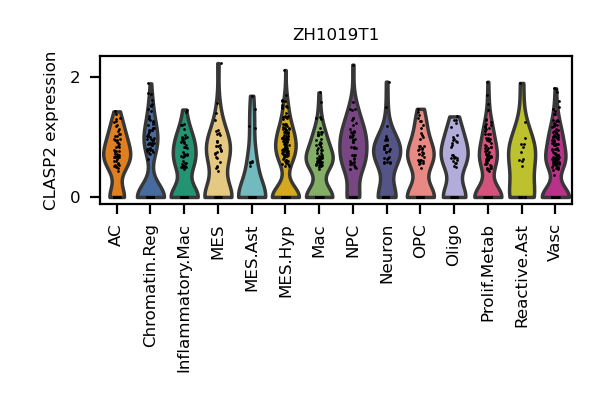 ZH1019T1
CLASP2 expression
2
0
AC
Chromatin.Reg
Inflammatory.Mac
MES
MES.Ast
MES.Hyp
Mac
NPC
Neuron
OPC
Oligo
Prolif.Metab
Reactive.Ast
Vasc